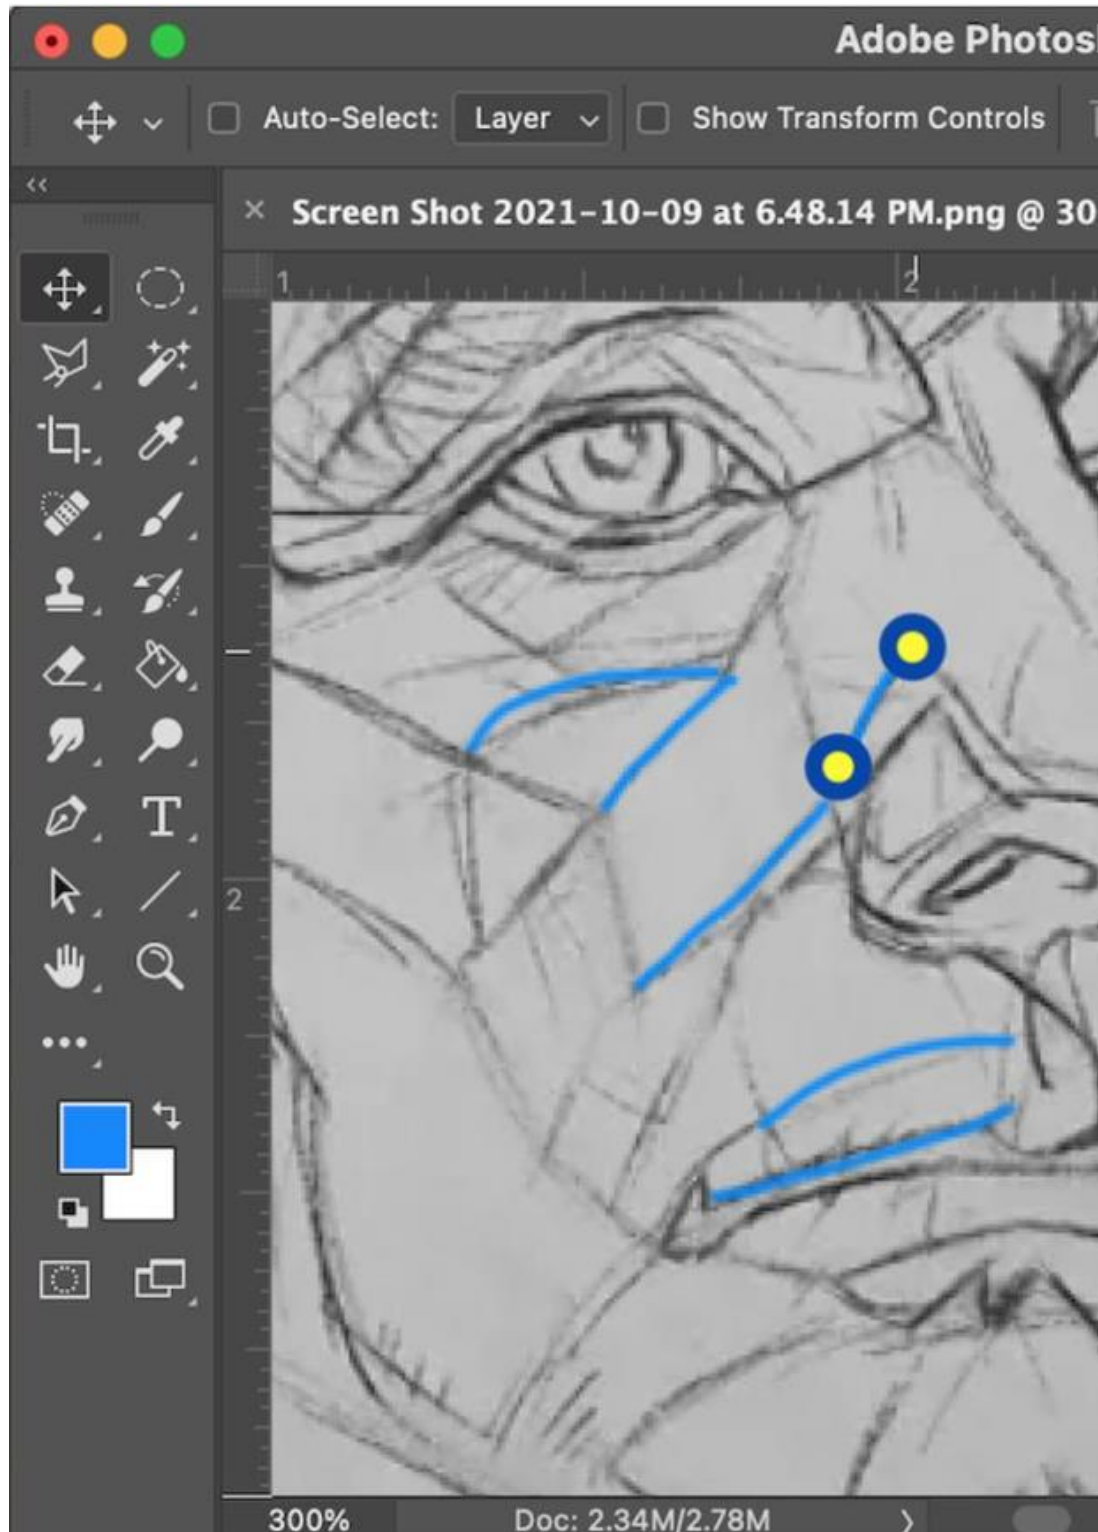 Adobe Photosh
Auto-Select: Layer Show Transform Controls
× Screen Shot 2021-10-09 at 6.48.14 PM.png @ 30
1 2
T
2
300% Doc: 2.34M/2.78M